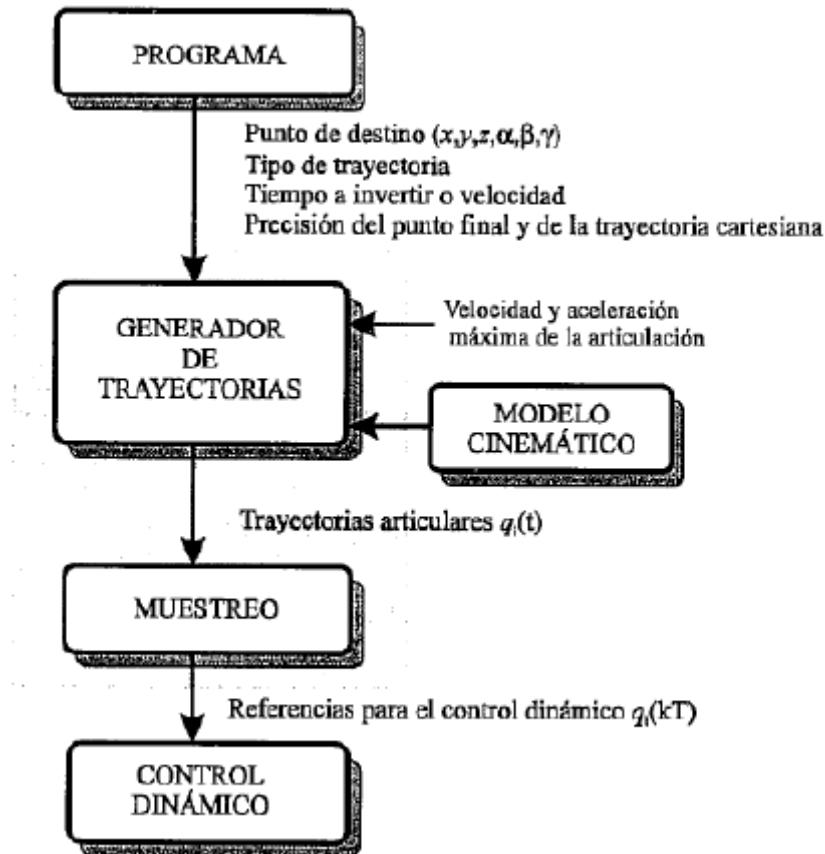 PROGRAMA
Punto de destino (x,y,z,α,β,γ)
Tipo de trayectoria
Tiempo a invertir o velocidad
Precisión del punto final y de la trayectoria cartesiana
GENERADOR
DE
TRAYECTORIAS
Velocidad y aceleración
máxima de la articulación
MODELO
CINEMÁTICO
Trayectorias articulares qᵢ(t)
MUESTREO
Referencias para el control dinámico qᵢ(kT)
CONTROL
DINÁMICO